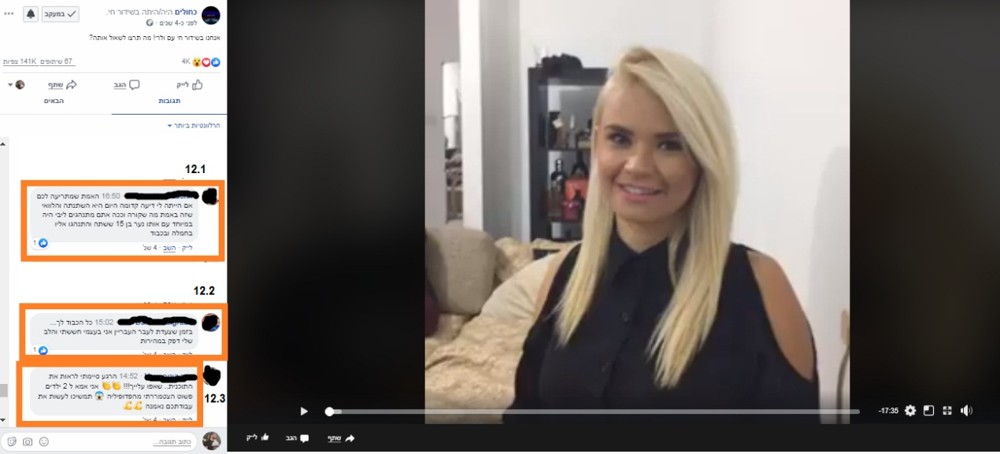 כחולים היה/הייתה בשידור חי.
לפני כ-4 שנים ·
במעקב
אנחנו בשידור חי עם ולרי! מה תרצו לשאול אותה?
4K
67 שיתופים 141K צפיות
לייק הגב שתף
תגובות הבאים
הרלוונטיות ביותר
12.1
16:50 האמת שמתריעה לכם
אם הייתה לי דיעה קדומה היום היא השתנתה והלוואי
שזה באמת מה שקורה וככה אתם מתנהגים ליבי היה
במיוחד עם אותו נער בן 15 ששתה והתנהגו אליו
בחמלה ובכבוד
1
לייק · השב · 4 שנ'
12.2
15:02 כל הכבוד לך...
בזמן שצעדת לעבר העבריין אני בעצמי חששתי והלב
שלי דפק במהירות
1
14:52 · הרגע סיימתי לראות את
התוכנית.. שאפו עלייך!!!! 👏👏 אני אמא ל 2 ילדים
פשוט הצטמררתי מהפדופיליה 😱 תמשיכו לעשות את
עבודתכם נאמנה 💪💪
12.3
לייק · השב · 4 שנ'
כתוב תגובה...
-17:35
לייק הגב שתף